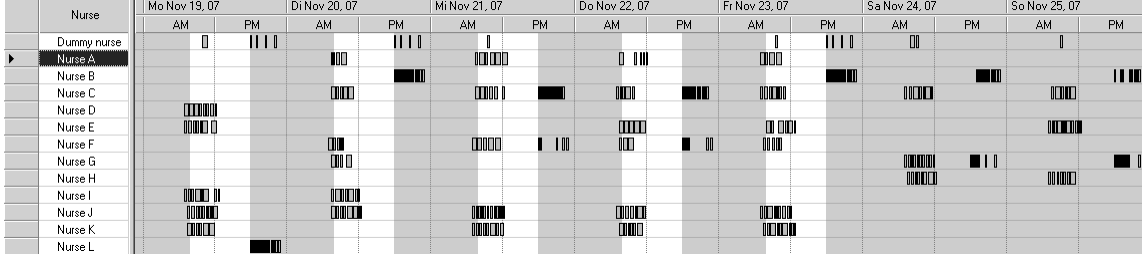 Nurse Mo Nov 19, 07 Di Nov 20, 07 Mi Nov 21, 07 Do Nov 22, 07 Fr Nov 23, 07 Sa Nov 24, 07 So Nov 25, 07
AM PM AM PM AM PM AM PM AM PM AM PM AM PM
Dummy nurse
Nurse A
Nurse B
Nurse C
Nurse D
Nurse E
Nurse F
Nurse G
Nurse H
Nurse I
Nurse J
Nurse K
Nurse L